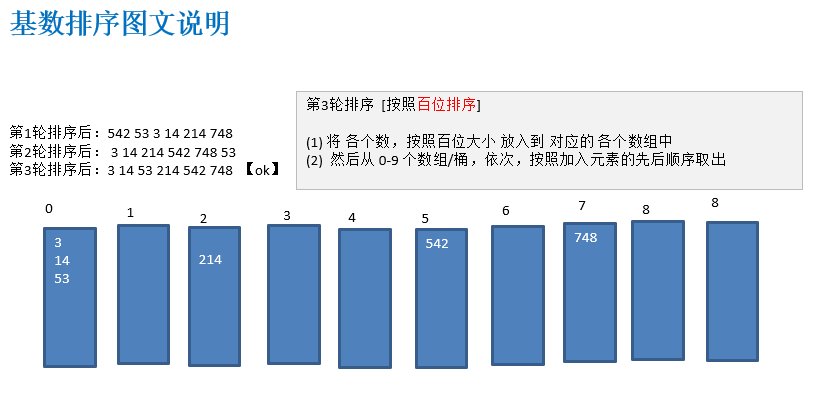 基数排序图文说明
第1轮排序后：542 53 3 14 214 748
第2轮排序后： 3 14 214 542 748 53
第3轮排序后：3 14 53 214 542 748 【ok】
第3轮排序 [按照百位排序]
(1) 将 各个数，按照百位大小 放入到 对应的 各个数组中
(2) 然后从 0-9 个数组/桶，依次，按照加入元素的先后顺序取出
0 1 2 3 4 5 6 7 8 8
3
14
53
214
542
748